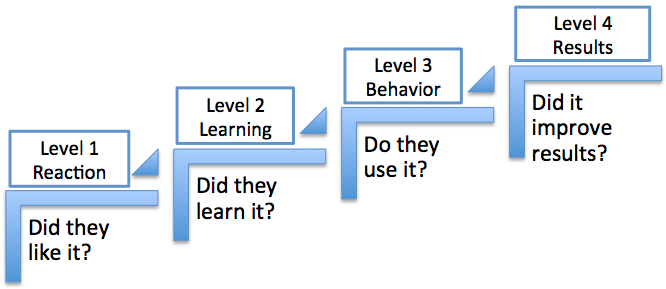 Level 1
Reaction
Did they
like it?
Level 2
Learning
Did they
learn it?
Level 3
Behavior
Do they
use it?
Level 4
Results
Did it
improve
results?